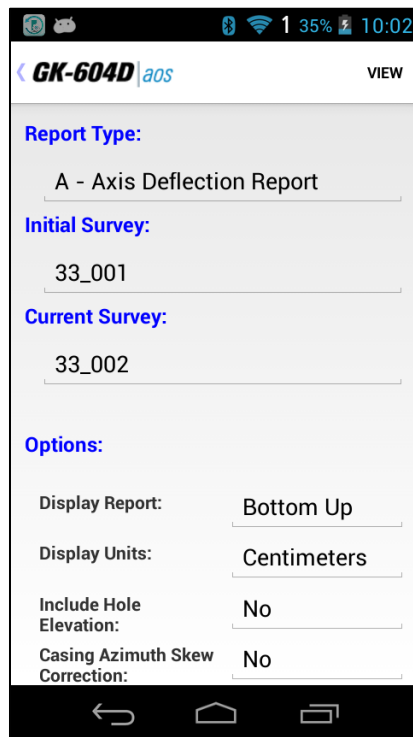 1 35% 10:02
GK-604D aos VIEW
Report Type:
A - Axis Deflection Report
Initial Survey:
33_001
Current Survey:
33_002
Options:
Display Report: Bottom Up
Display Units: Centimeters
Include Hole
Elevation: No
Casing Azimuth Skew
Correction: No